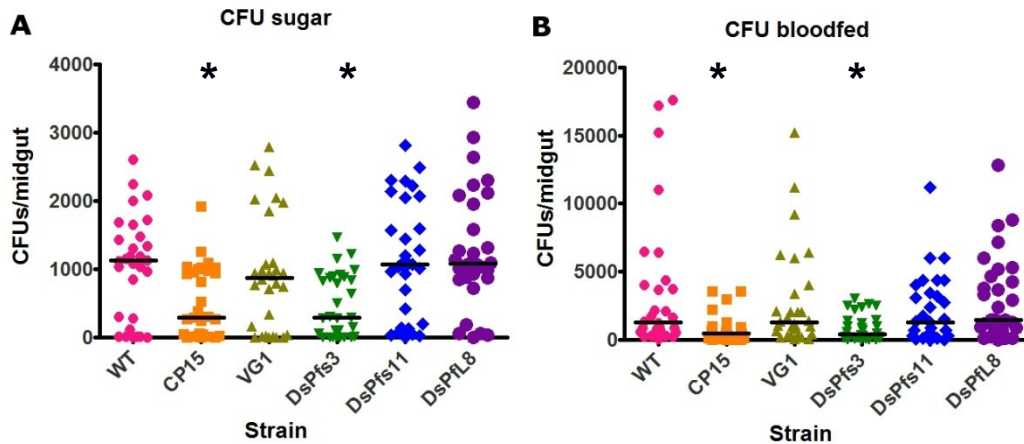 A
CFU sugar
CFUs/midgut
4000
3000
2000
1000
0
*
*
WT
CP15
VG1
DsPfs3
DsPfs11
DsPfL8
Strain
B
CFU bloodfed
CFUs/midgut
20000
15000
10000
5000
0
*
*
WT
CP15
VG1
DsPfs3
DsPfs11
DsPfL8
Strain